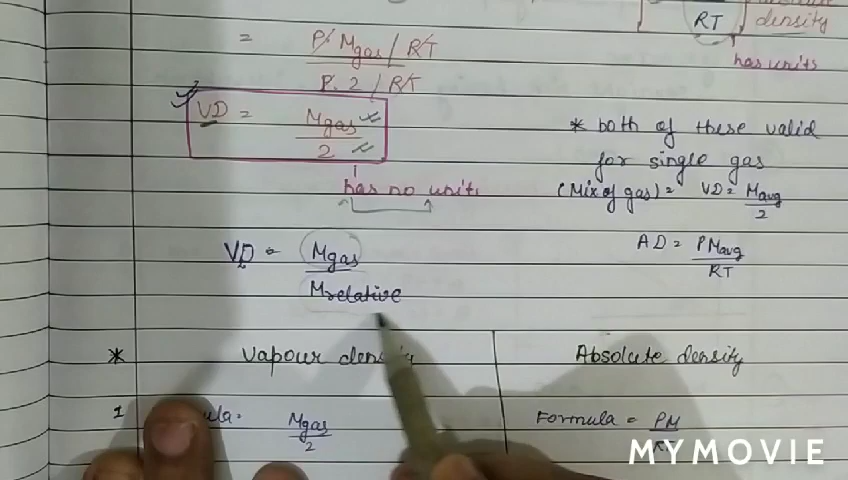 RT density
has units
= P Mgas / RT
P. 2 / RT
VD = Mgas
2
has no units
* both of these valid
for single gas
(Mix of gas) = VD = Mavg
2
AD = PMavg
RT
VD = Mgas
Mrelative
* Vapour density Absolute density
1 Mgas
2
Formula = PM
MYMOVIE